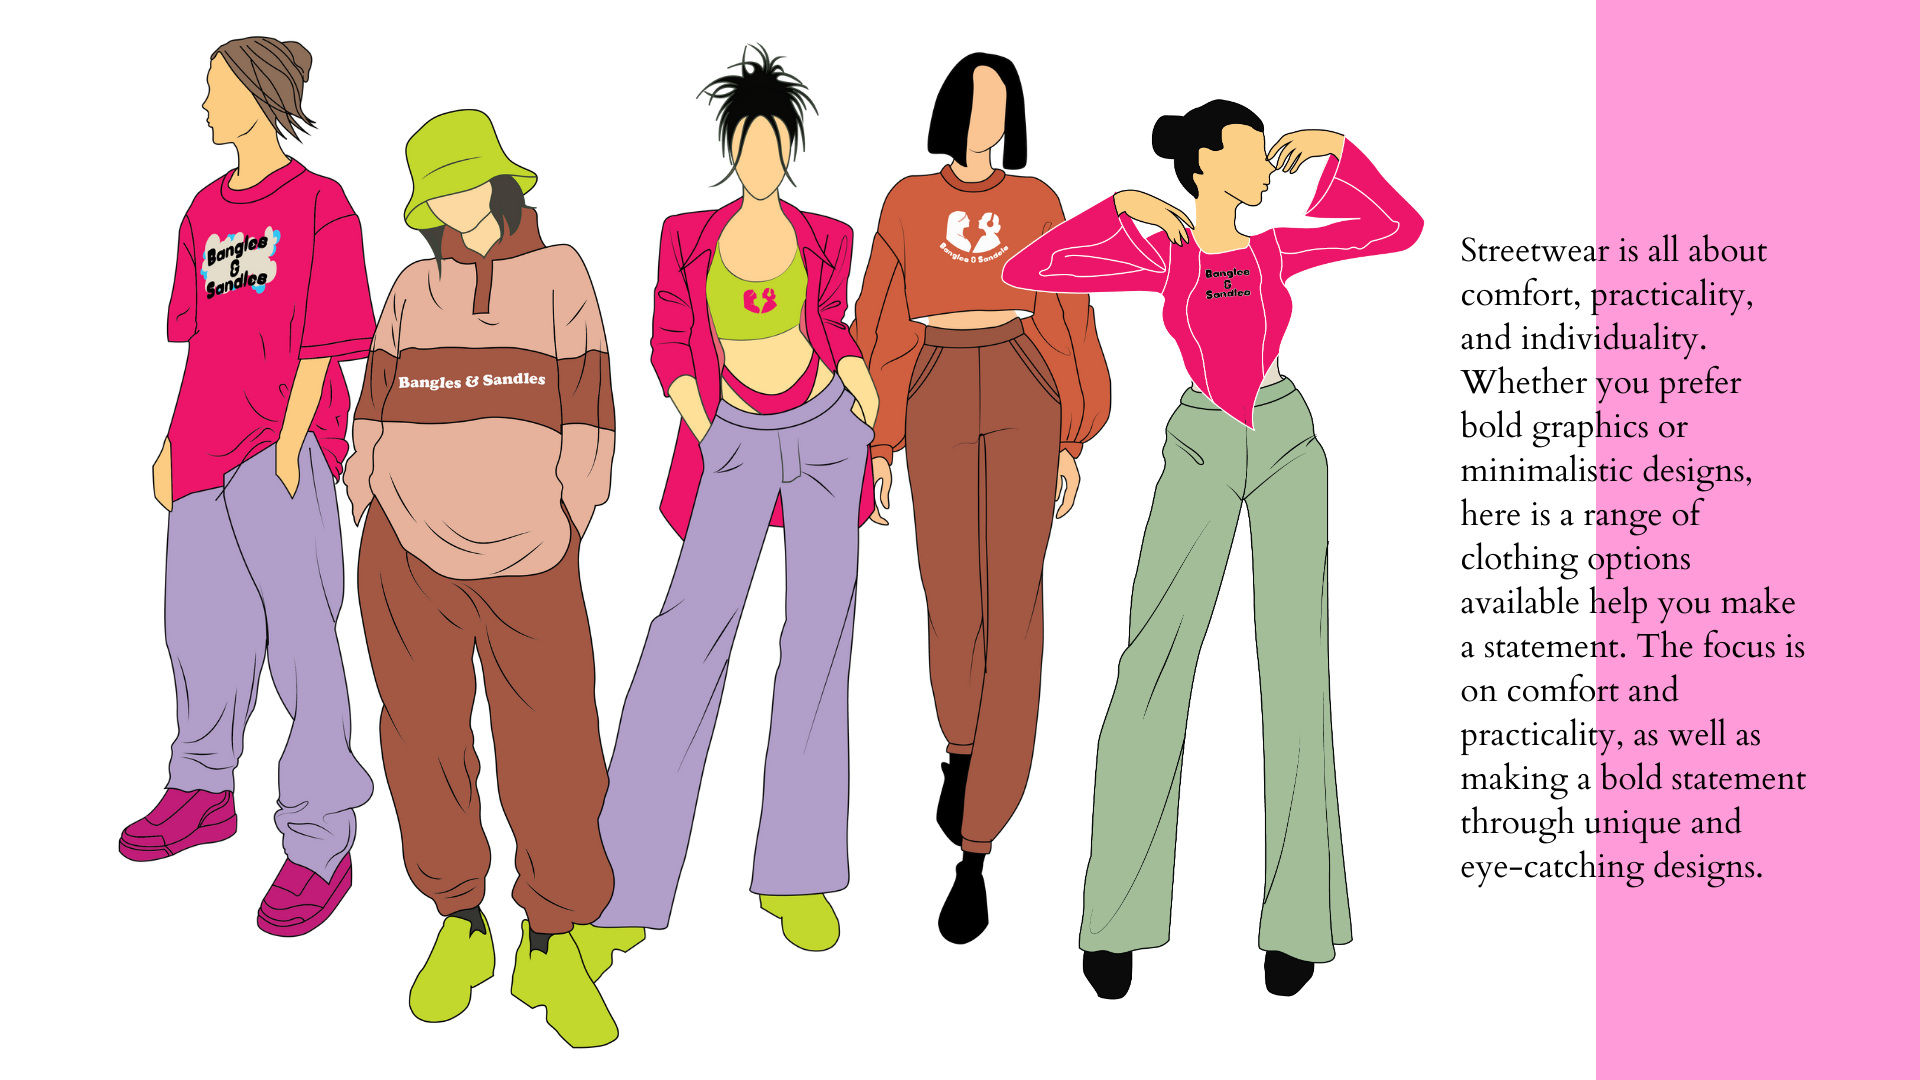 Bangles
&
Sandles
Bangles & Sandles
Bangles & Sandals
Bangles
&
Sandles
Streetwear is all about
comfort, practicality,
and individuality.
Whether you prefer
bold graphics or
minimalistic designs,
here is a range of
clothing options
available help you make
a statement. The focus is
on comfort and
practicality, as well as
making a bold statement
through unique and
eye-catching designs.